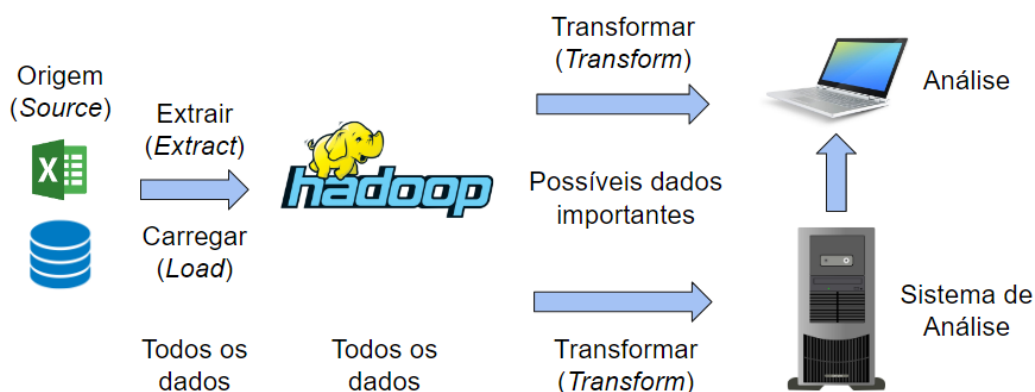 Origem
(Source)
Extrair
(Extract)
Carregar
(Load)
Todos os
dados
hadoop
Todos os
dados
Transformar
(Transform)
Possíveis dados
importantes
Transformar
(Transform)
Análise
Sistema de
Análise